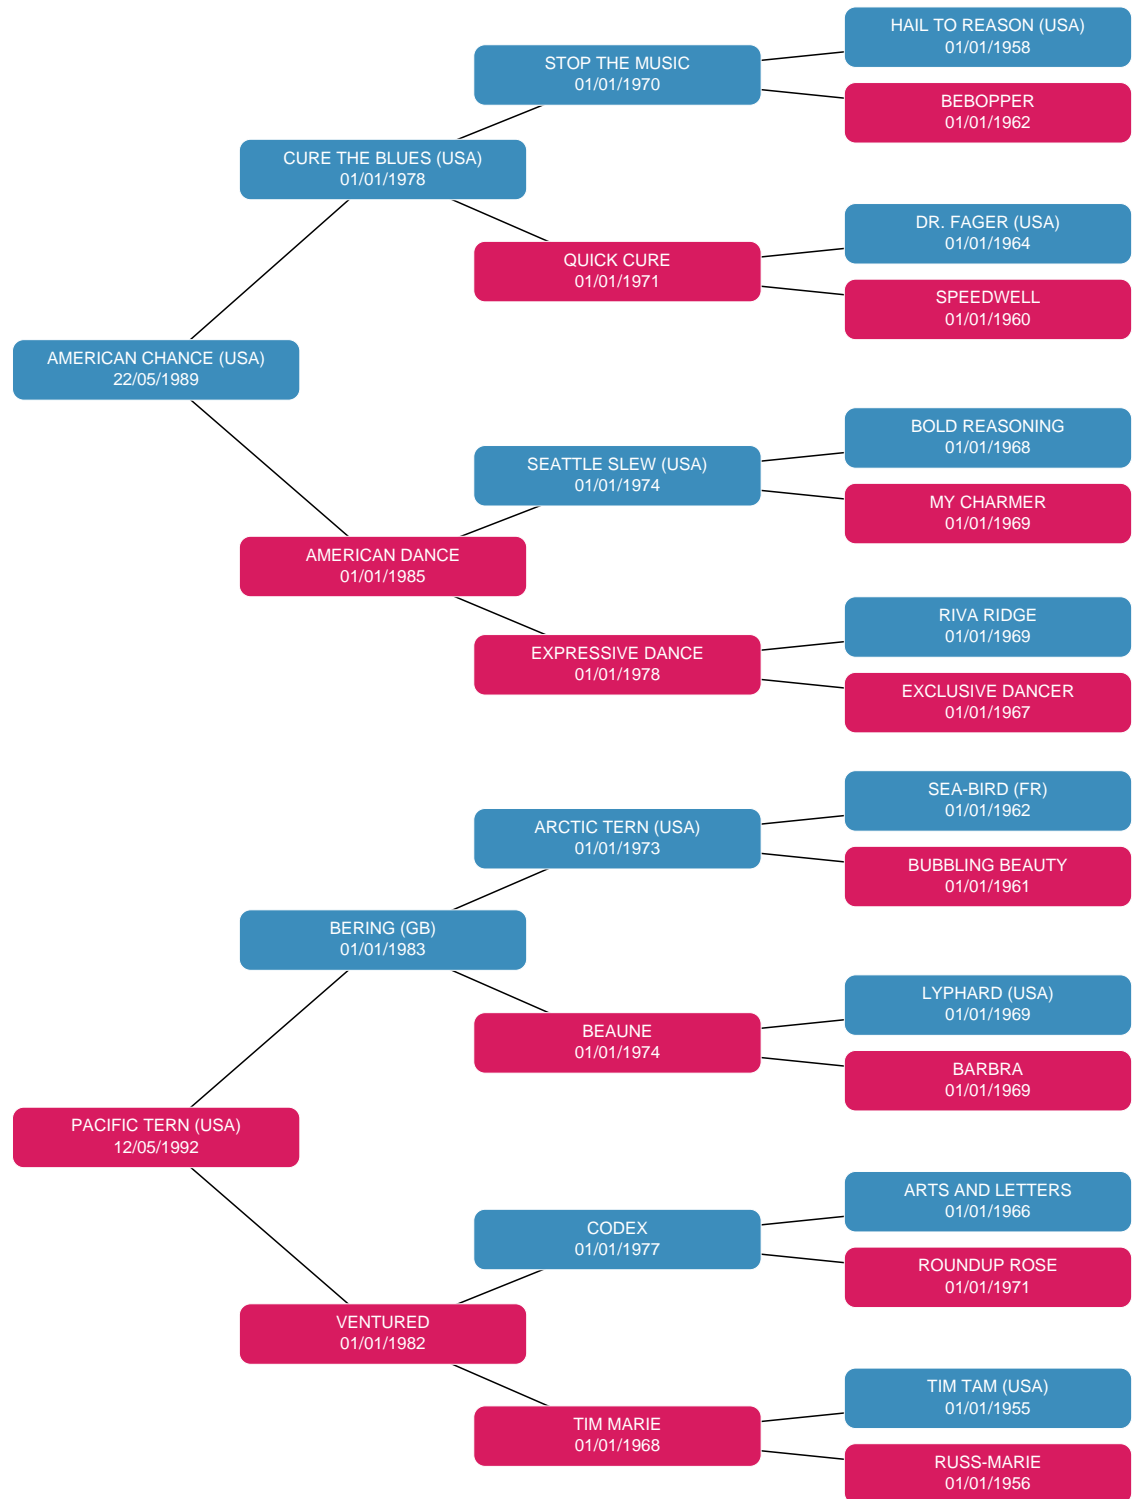 HAIL TO REASON (USA)
01/01/1958
STOP THE MUSIC
01/01/1970
BEBOPPER
01/01/1962
CURE THE BLUES (USA)
01/01/1978
DR. FAGER (USA)
01/01/1964
QUICK CURE
01/01/1971
SPEEDWELL
01/01/1960
AMERICAN CHANCE (USA)
22/05/1989
BOLD REASONING
01/01/1968
SEATTLE SLEW (USA)
01/01/1974
MY CHARMER
01/01/1969
AMERICAN DANCE
01/01/1985
RIVA RIDGE
01/01/1969
EXPRESSIVE DANCE
01/01/1978
EXCLUSIVE DANCER
01/01/1967
SEA-BIRD (FR)
01/01/1962
ARCTIC TERN (USA)
01/01/1973
BUBBLING BEAUTY
01/01/1961
BERING (GB)
01/01/1983
LYPHARD (USA)
01/01/1969
BEAUNE
01/01/1974
BARBRA
01/01/1969
PACIFIC TERN (USA)
12/05/1992
ARTS AND LETTERS
01/01/1966
CODEX
01/01/1977
ROUNDUP ROSE
01/01/1971
VENTURED
01/01/1982
TIM TAM (USA)
01/01/1955
TIM MARIE
01/01/1968
RUSS-MARIE
01/01/1956